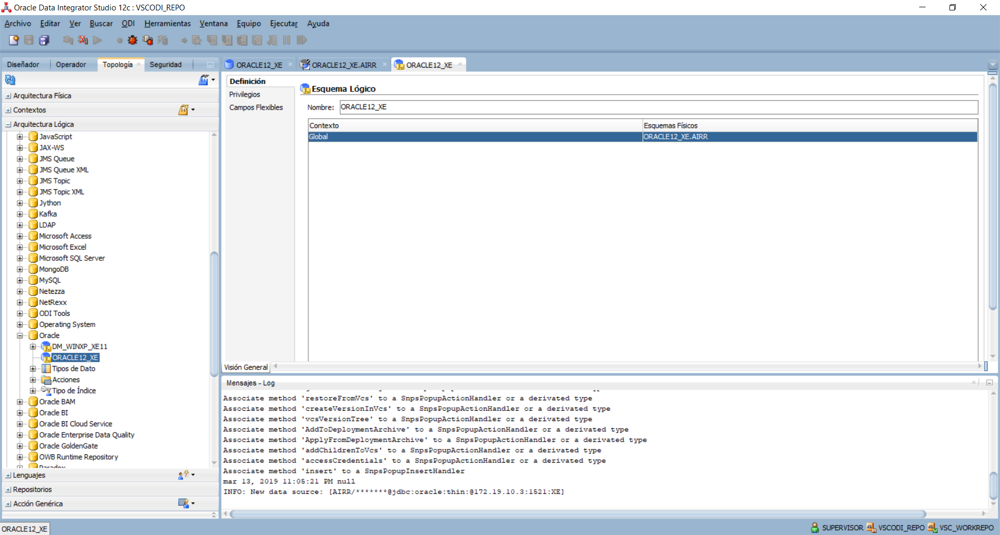 Oracle Data Integrator Studio 12c : VSCODI_REPO
Archivo Editar Ver Buscar ODI Herramientas Ventana Equipo Ejecutar Ayuda
Diseñador Operador Topología Seguridad
ORACLE12_XE ORACLE12_XE.AIRR ORACLE12_XE
Arquitectura Física
Contextos
Arquitectura Lógica
JavaScript
JAX-WS
JMS Queue
JMS Queue XML
JMS Topic
JMS Topic XML
Jython
Kafka
LDAP
Microsoft Access
Microsoft Excel
Microsoft SQL Server
MongoDB
MySQL
Netezza
NetRexx
ODI Tools
Operating System
Oracle
DM_WINXP_XE11
ORACLE12_XE
Tipos de Dato
Acciones
Tipo de Índice
Oracle BAM
Oracle BI
Oracle BI Cloud Service
Oracle Enterprise Data Quality
Oracle GoldenGate
OWB Runtime Repository
Paradox
Lenguajes
Repositorios
Acción Genérica
Definición
Privilegios
Campos Flexibles
Esquema Lógico
Nombre: ORACLE12_XE
Contexto Esquemas Físicos
Global ORACLE12_XE.AIRR
Visión General
Mensajes - Log
Associate method 'restoreFromVcs' to a SnpsPopupActionHandler or a derivated type
Associate method 'createVersionInVcs' to a SnpsPopupActionHandler or a derivated type
Associate method 'vcsVersionTree' to a SnpsPopupActionHandler or a derivated type
Associate method 'AddToDeploymentArchive' to a SnpsPopupActionHandler or a derivated type
Associate method 'ApplyFromDeploymentArchive' to a SnpsPopupActionHandler or a derivated type
Associate method 'addChildrenToVcs' to a SnpsPopupActionHandler or a derivated type
Associate method 'accessCredentials' to a SnpsPopupActionHandler or a derivated type
Associate method 'insert' to a SnpsPopupInsertHandler
mar 13, 2019 11:05:21 PM null
INFO: New data source: [AIRR/*******@jdbc:oracle:thin:@172.19.10.3:1521:XE]
ORACLE12_XE
SUPERVISOR VSCODI_REPO VSC_WORKREPO